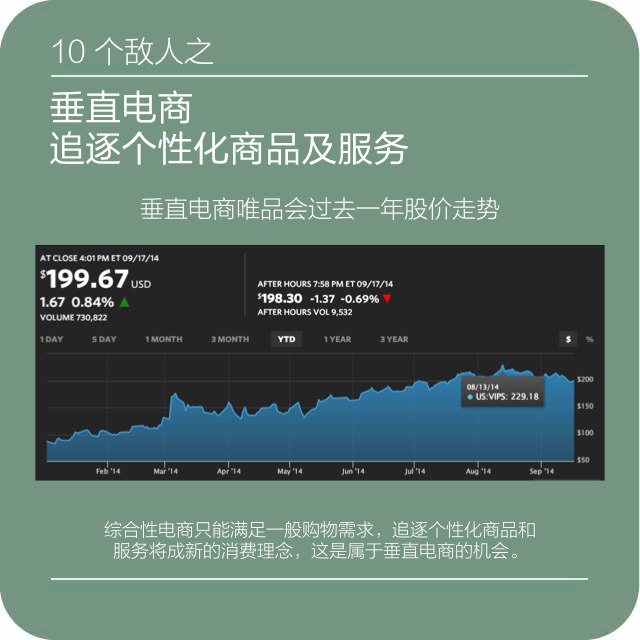 10 个敌人之
垂直电商
追逐个性化商品及服务
垂直电商唯品会过去一年股价走势
AT CLOSE 4:01 PM ET 09/17/14
$199.67 USD
1.67 0.84% ▲
VOLUME 730,822
AFTER HOURS 7:58 PM ET 09/17/14
$198.30 -1.37 -0.69% ▼
AFTER HOURS VOL 9,532
1 DAY 5 DAY 1 MONTH 3 MONTH YTD 1 YEAR 3 YEAR $ %
08/13/14
● US:VIPS: 229.18
$200
$150
$100
$50
Feb '14 Mar '14 Apr '14 May '14 Jun '14 Jul '14 Aug '14 Sep '14
综合性电商只能满足一般购物需求，追逐个性化商品和
服务将成新的消费理念，这是属于垂直电商的机会。